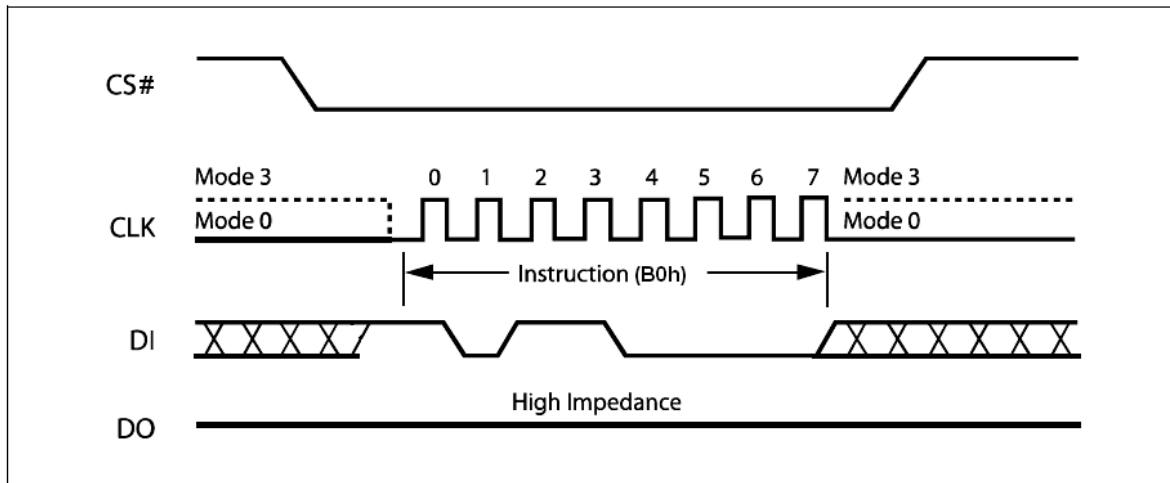 CS#
Mode 3
0 1 2 3 4 5 6 7
Mode 3
CLK
Mode 0
Mode 0
Instruction (B0h)
DI
High Impedance
DO